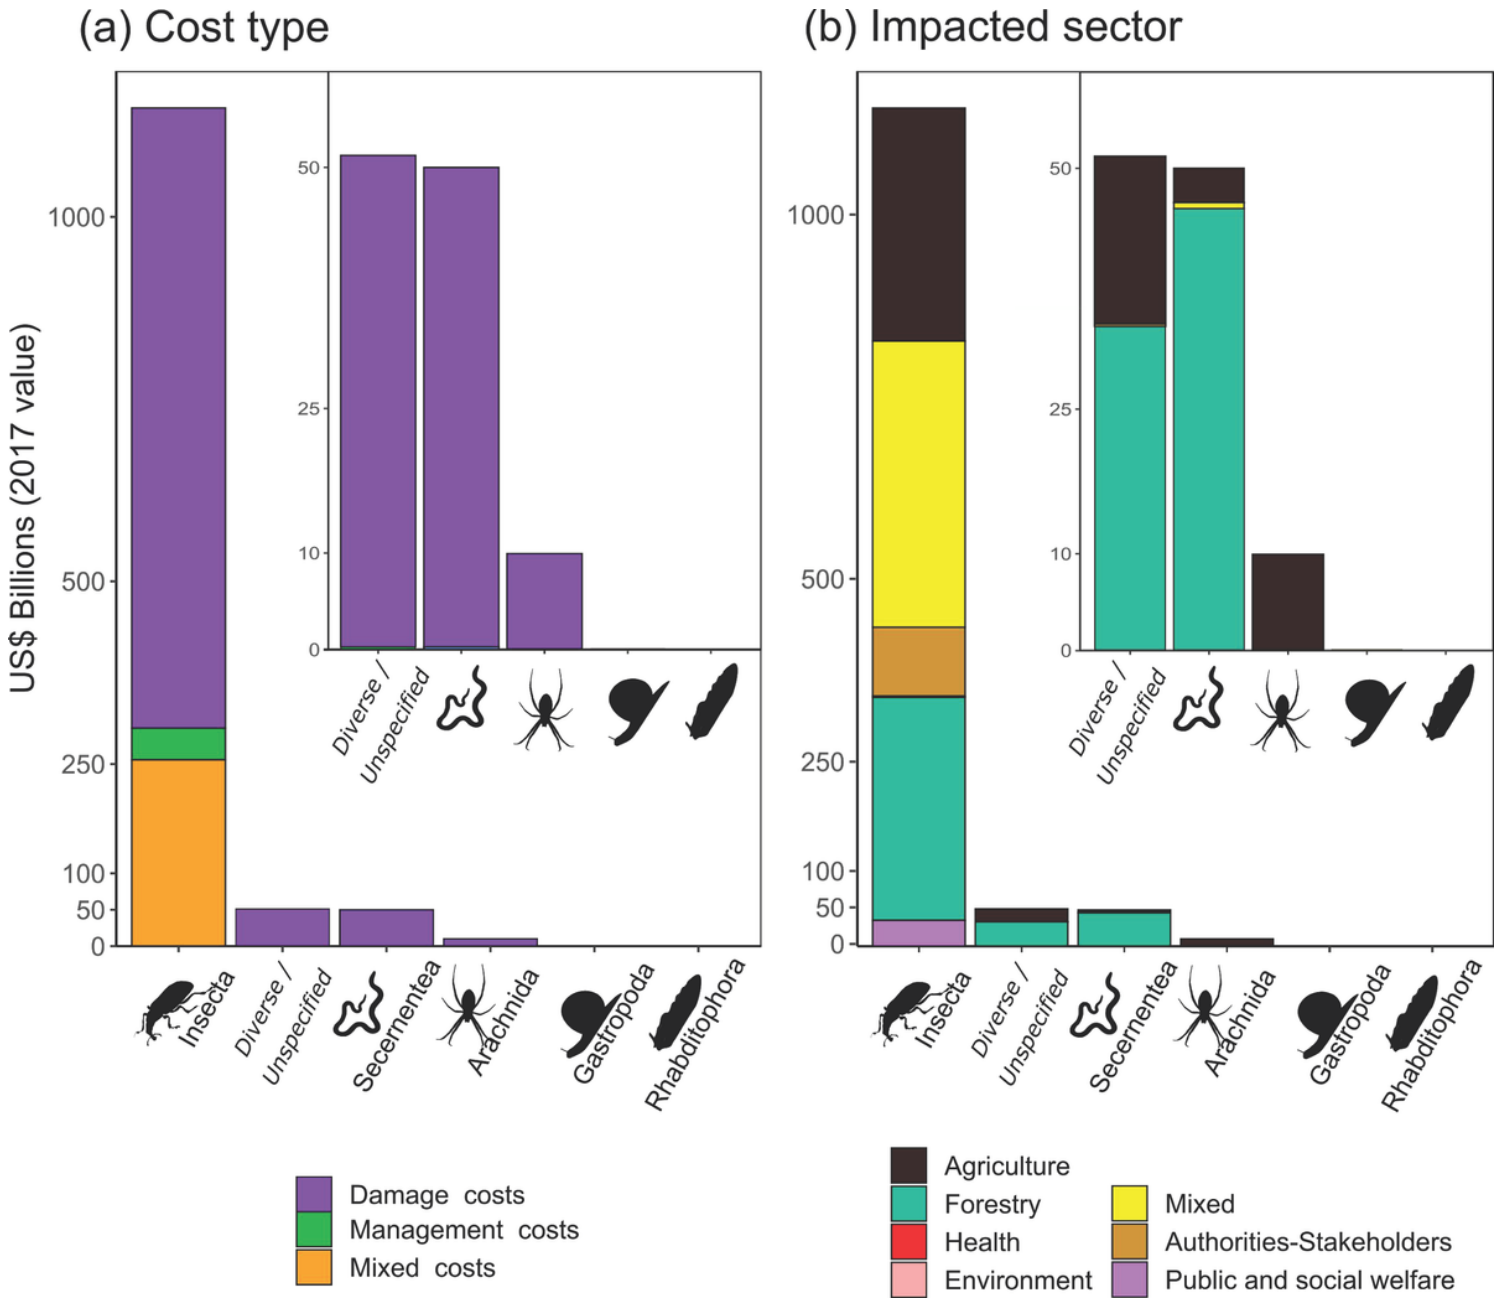 (a) Cost type
US$ Billions (2017 value)
1000
500
250
100
50
0
50
25
10
0
Diverse /
Unspecified
Insecta
Diverse /
Unspecified
Secernentea
Arachnida
Gastropoda
Rhabditophora
Damage costs
Management costs
Mixed costs
(b) Impacted sector
1000
500
250
100
50
0
50
25
10
0
Diverse /
Unspecified
Insecta
Diverse /
Unspecified
Secernentea
Arachnida
Gastropoda
Rhabditophora
Agriculture
Forestry
Health
Environment
Mixed
Authorities-Stakeholders
Public and social welfare